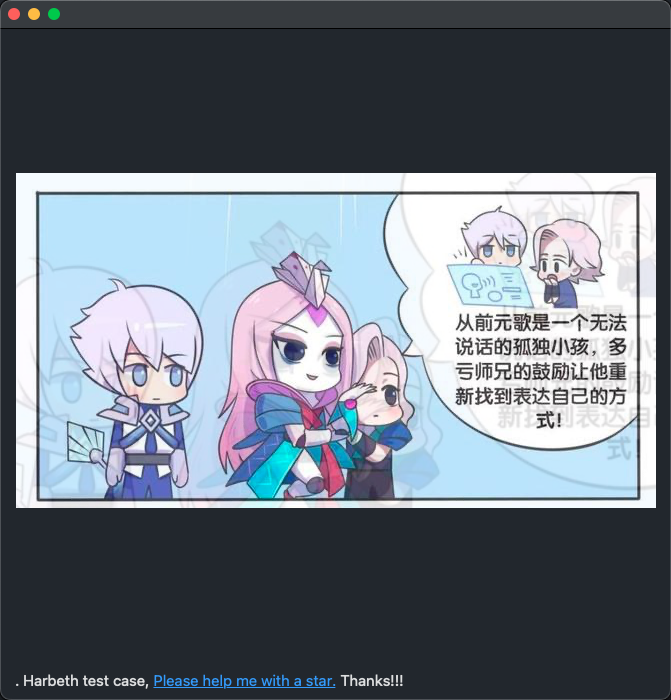 从前元歌是一个无法
说话的孤独小孩，多
亏师兄的鼓励让他重
新找到表达自己的方
式！
. Harbeth test case, Please help me with a star. Thanks!!!